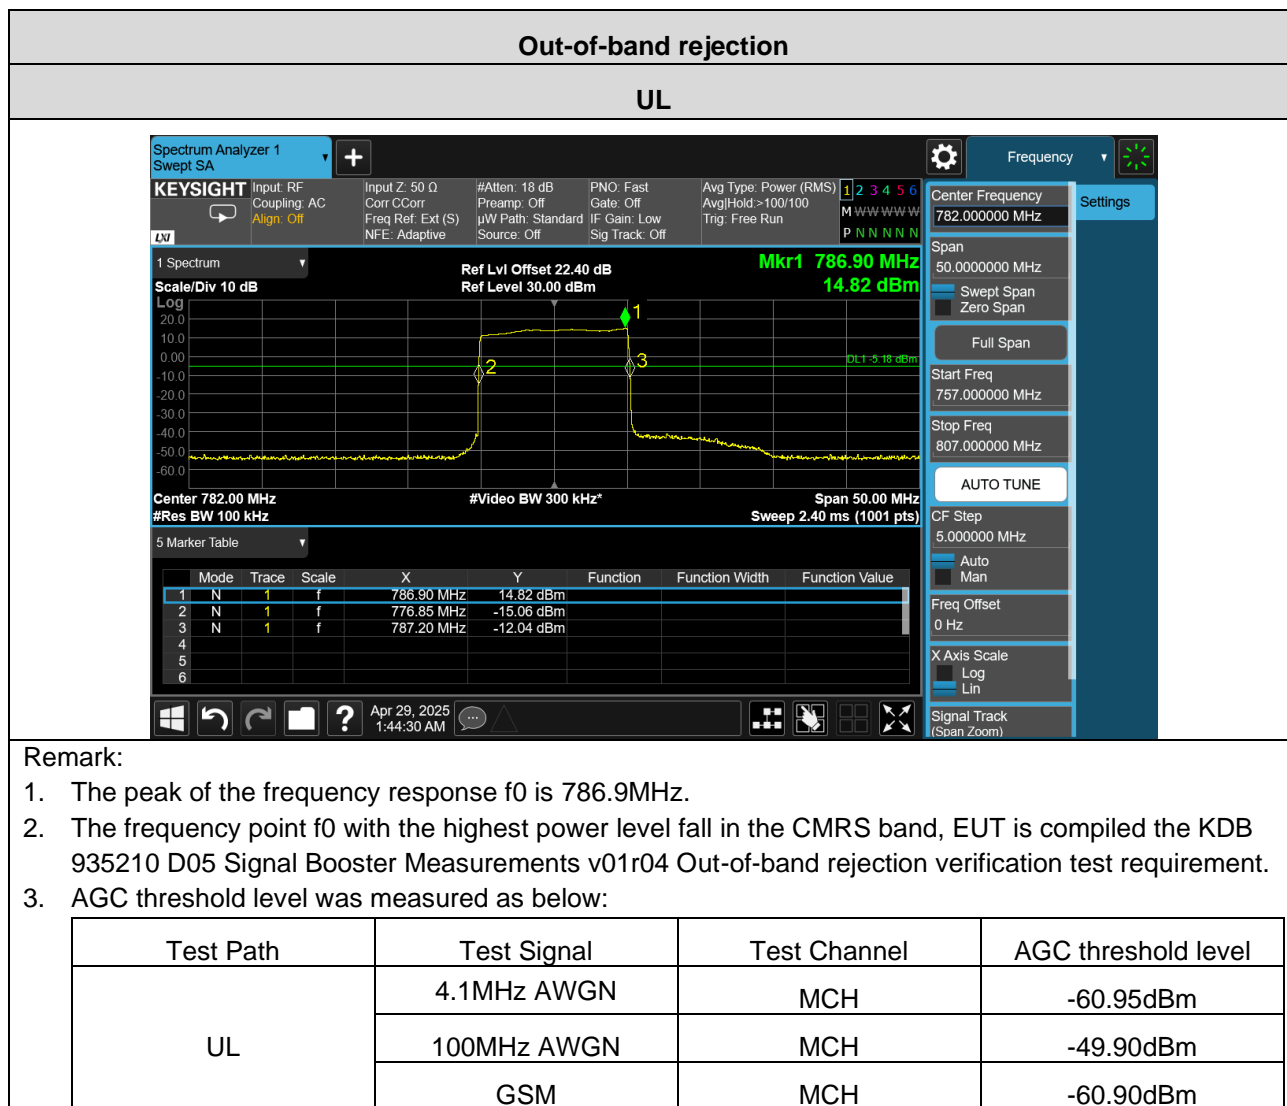 Out-of-band rejection
UL
Spectrum Analyzer 1
Swept SA
Frequency
KEYSIGHT
LXI
Input: RF
Coupling: AC
Align: Off
Input Z: 50 Ω
Corr CCorr
Freq Ref: Ext (S)
NFE: Adaptive
#Atten: 18 dB
Preamp: Off
µW Path: Standard
Source: Off
PNO: Fast
Gate: Off
IF Gain: Low
Sig Track: Off
Avg Type: Power (RMS)
Avg|Hold:>100/100
Trig: Free Run
1 2 3 4 5 6
M W W W W W
P N N N N N
1 Spectrum
Scale/Div 10 dB
Ref Lvl Offset 22.40 dB
Ref Level 30.00 dBm
Mkr1 786.90 MHz
14.82 dBm
Log
20.0
10.0
0.00
-10.0
-20.0
-30.0
-40.0
-50.0
-60.0
1
2
3
DL1 -5.18 dBm
Center 782.00 MHz
#Video BW 300 kHz*
Span 50.00 MHz
#Res BW 100 kHz
Sweep 2.40 ms (1001 pts)
5 Marker Table
Mode Trace Scale X Y Function Function Width Function Value
1 N 1 f 786.90 MHz 14.82 dBm
2 N 1 f 776.85 MHz -15.06 dBm
3 N 1 f 787.20 MHz -12.04 dBm
4
5
6
Apr 29, 2025
1:44:30 AM
Center Frequency
782.000000 MHz
Settings
Span
50.0000000 MHz
Swept Span
Zero Span
Full Span
Start Freq
757.000000 MHz
Stop Freq
807.000000 MHz
AUTO TUNE
CF Step
5.000000 MHz
Auto
Man
Freq Offset
0 Hz
X Axis Scale
Log
Lin
Signal Track
(Span Zoom)
Remark:
1. The peak of the frequency response f0 is 786.9MHz.
2. The frequency point f0 with the highest power level fall in the CMRS band, EUT is compiled the KDB
935210 D05 Signal Booster Measurements v01r04 Out-of-band rejection verification test requirement.
3. AGC threshold level was measured as below:
Test Path Test Signal Test Channel AGC threshold level
UL
4.1MHz AWGN MCH -60.95dBm
100MHz AWGN MCH -49.90dBm
GSM MCH -60.90dBm